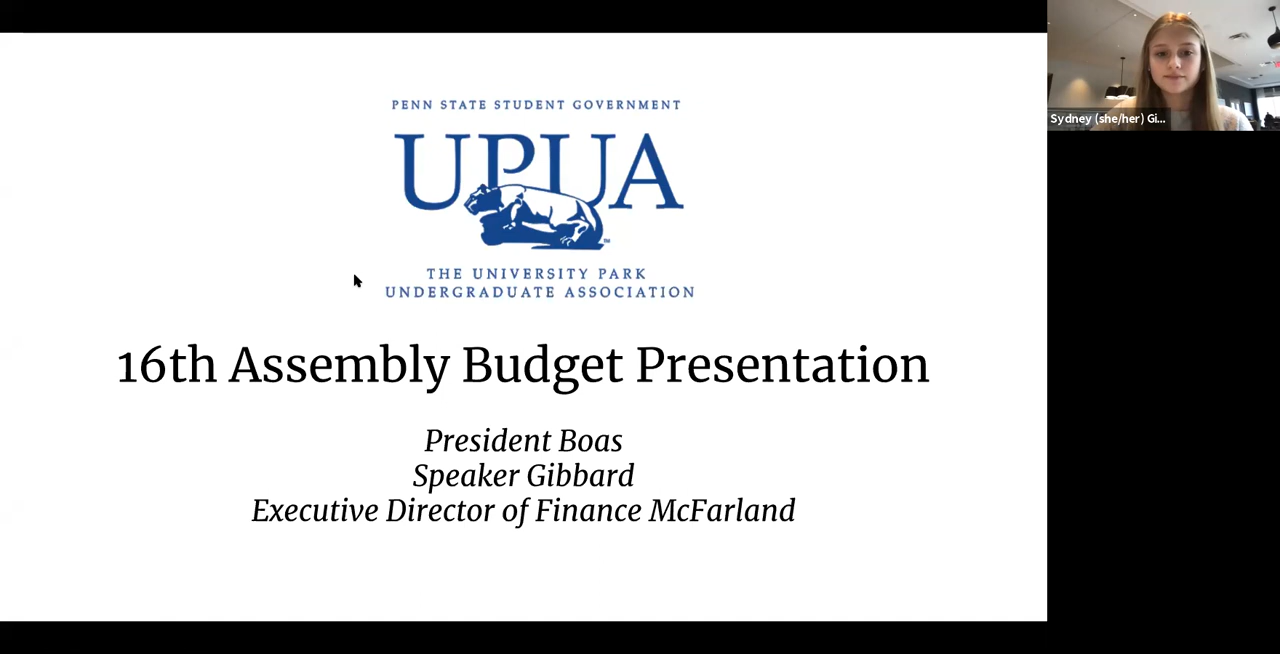 PENN STATE STUDENT GOVERNMENT
UPUA
TM
THE UNIVERSITY PARK
UNDERGRADUATE ASSOCIATION
16th Assembly Budget Presentation
President Boas
Speaker Gibbard
Executive Director of Finance McFarland
Sydney (she/her) Gi...